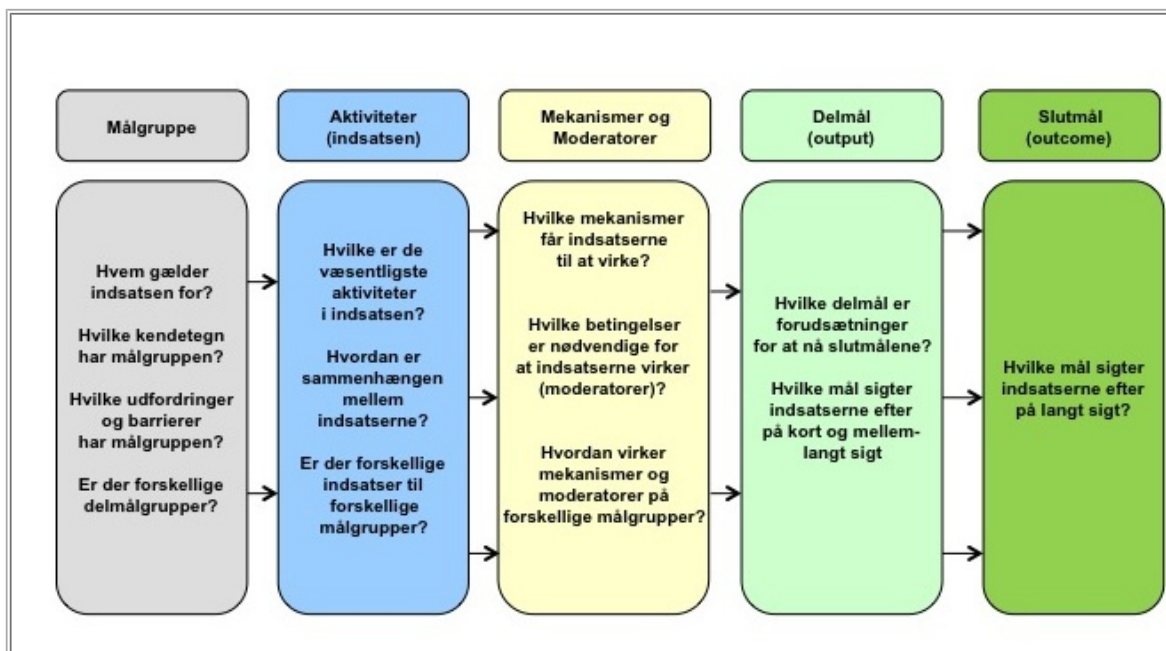 Målgruppe
Aktiviteter
(indsatsen)
Mekanismer og
Moderatorer
Delmål
(output)
Slutmål
(outcome)
Hvem gælder
indsatsen for?
Hvilke kendetegn
har målgruppen?
Hvilke udfordringer
og barrierer
har målgruppen?
Er der forskellige
delmålgrupper?
Hvilke er de
væsentligste
aktiviteter
i indsatsen?
Hvordan er
sammenhængen
mellem
indsatserne?
Er der forskellige
indsatser til
forskellige
målgrupper?
Hvilke mekanismer
får indsatserne
til at virke?
Hvilke betingelser
er nødvendige for
at indsatserne virker
(moderatorer)?
Hvordan virker
mekanismer og
moderatorer på
forskellige målgrupper?
Hvilke delmål er
forudsætninger
for at nå slutmålene?
Hvilke mål sigter
indsatserne efter
på kort og mellem-
langt sigt
Hvilke mål sigter
indsatserne efter
på langt sigt?